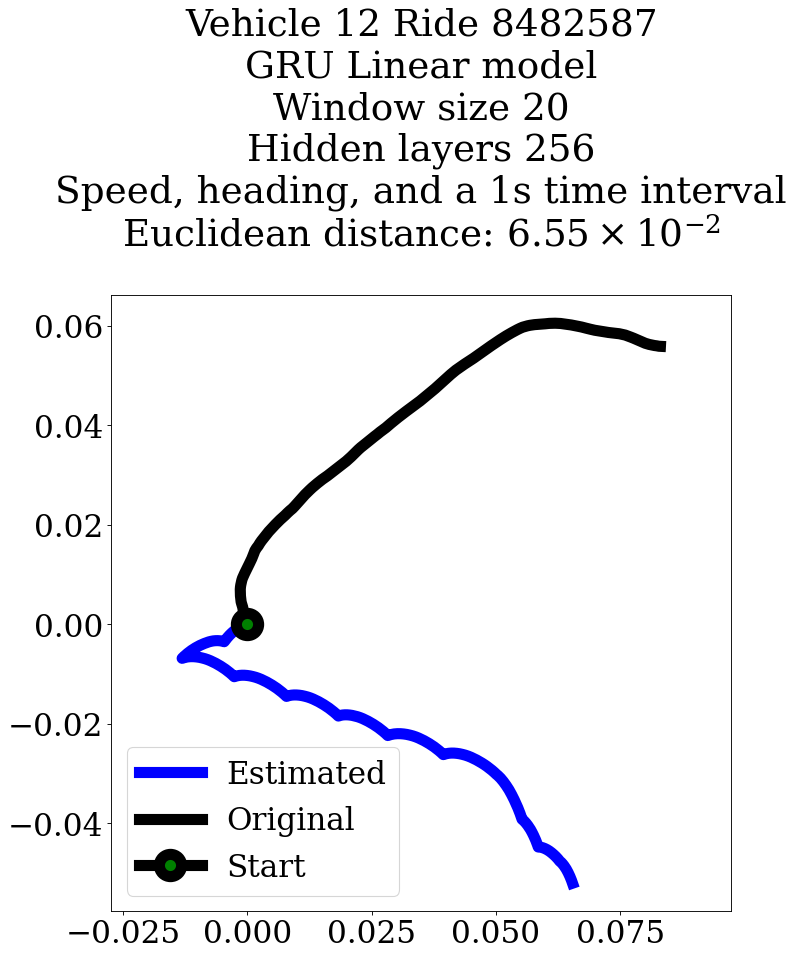 Vehicle 12 Ride 8482587
GRU Linear model
Window size 20
Hidden layers 256
Speed, heading, and a 1s time interval
Euclidean distance: 6.55 × 10⁻²
0.06
0.04
0.02
0.00
−0.02
−0.04
Estimated
Original
Start
−0.025 0.000 0.025 0.050 0.075